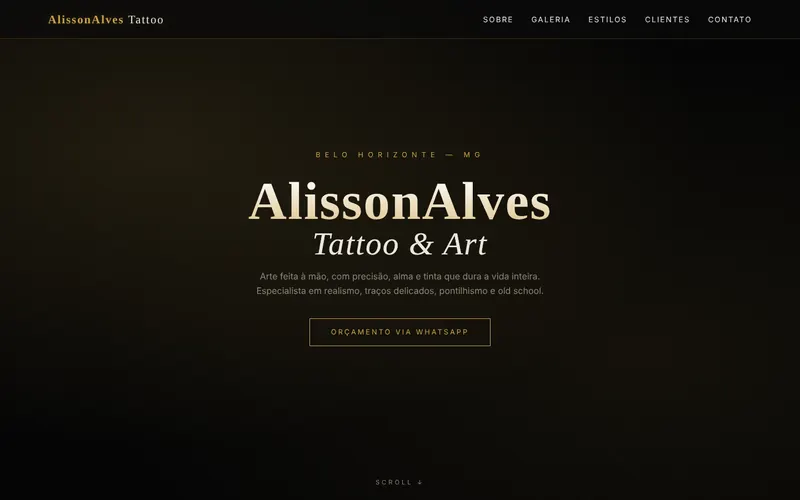 AlissonAlves Tattoo
SOBRE GALERIA ESTILOS CLIENTES CONTATO
BELO HORIZONTE — MG
AlissonAlves
Tattoo & Art
Arte feita à mão, com precisão, alma e tinta que dura a vida inteira.
Especialista em realismo, traços delicados, pontilhismo e old school.
ORÇAMENTO VIA WHATSAPP
SCROLL ↓